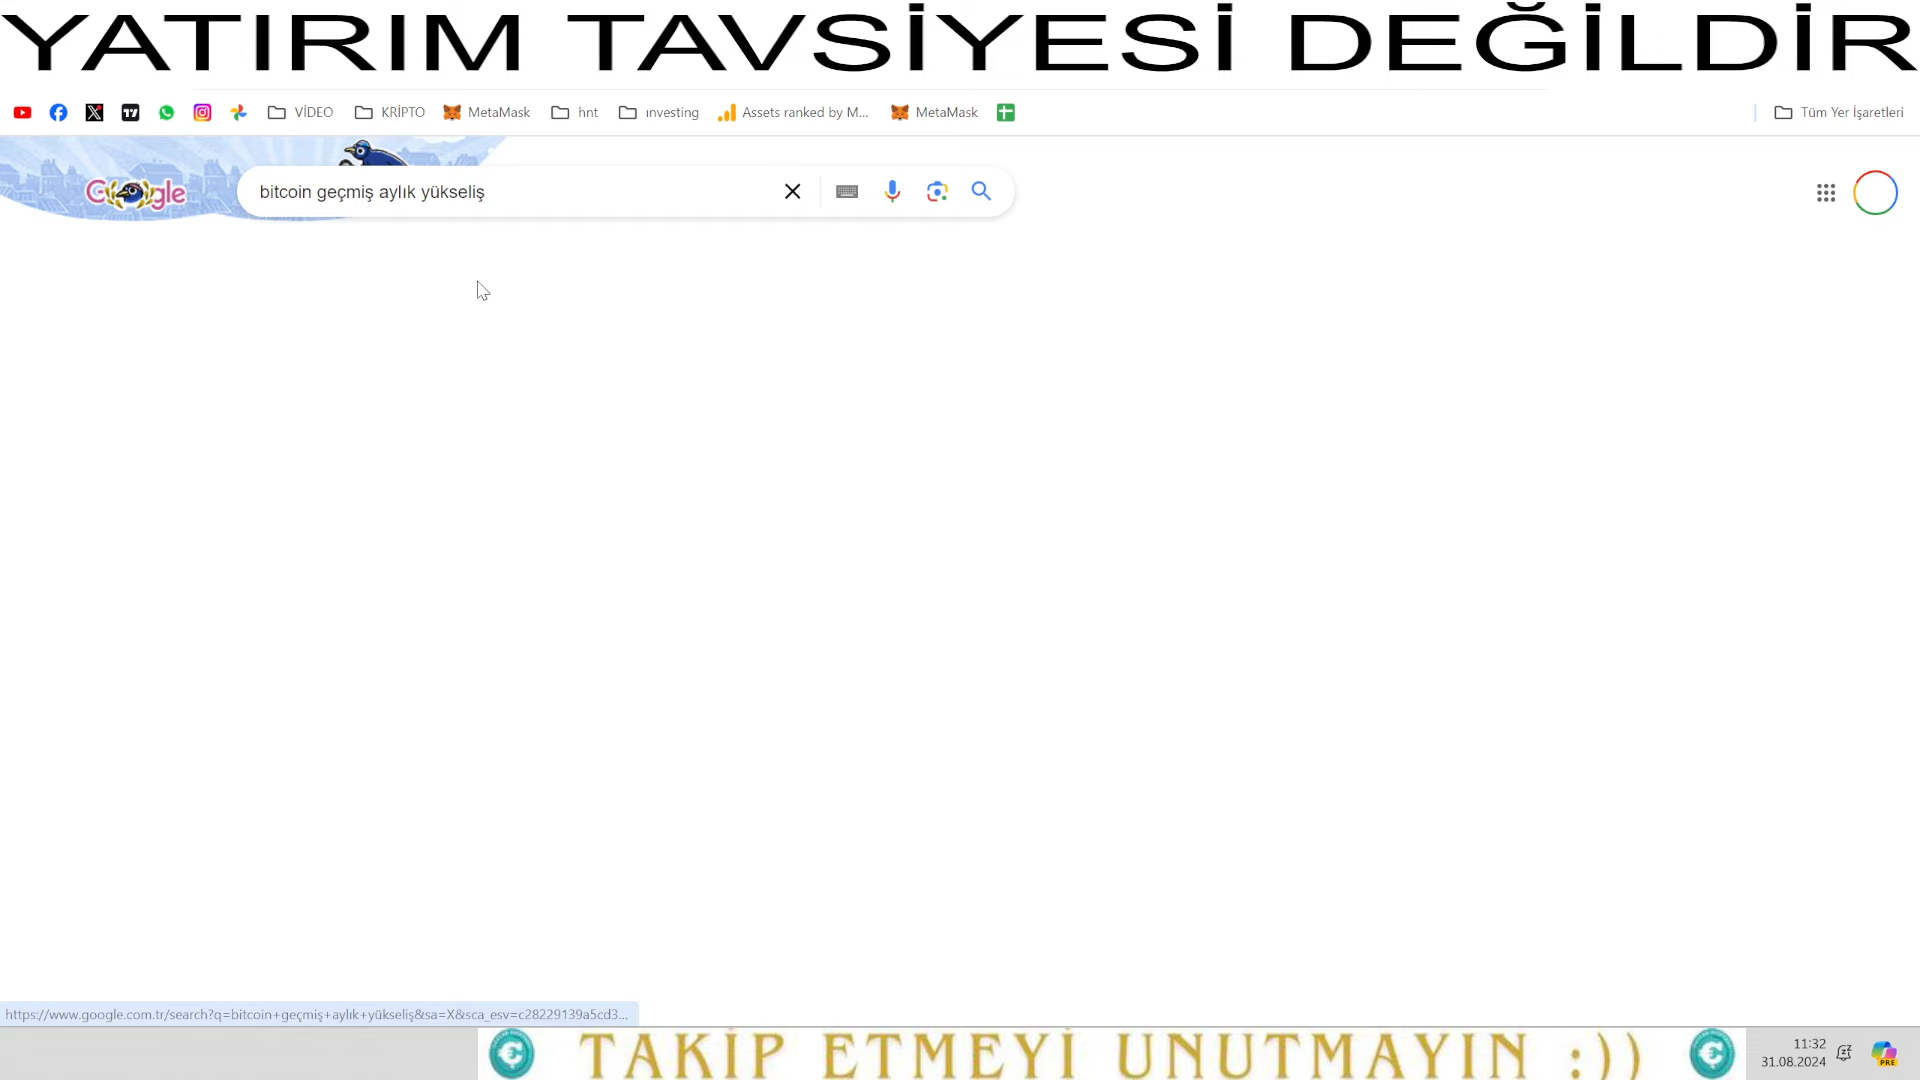 YATIRIM TAVSİYESİ DEĞİLDİR
VİDEO KRİPTO MetaMask hnt ınvesting Assets ranked by M... MetaMask Tüm Yer İşaretleri
Google bitcoin geçmiş aylık yükseliş
https://www.google.com.tr/search?q=bitcoin+geçmiş+aylık+yükseliş&sa=X&sca_esv=c28229139a5cd3...
TAKİP ETMEYİ UNUTMAYIN :))
11:32
31.08.2024
PRE